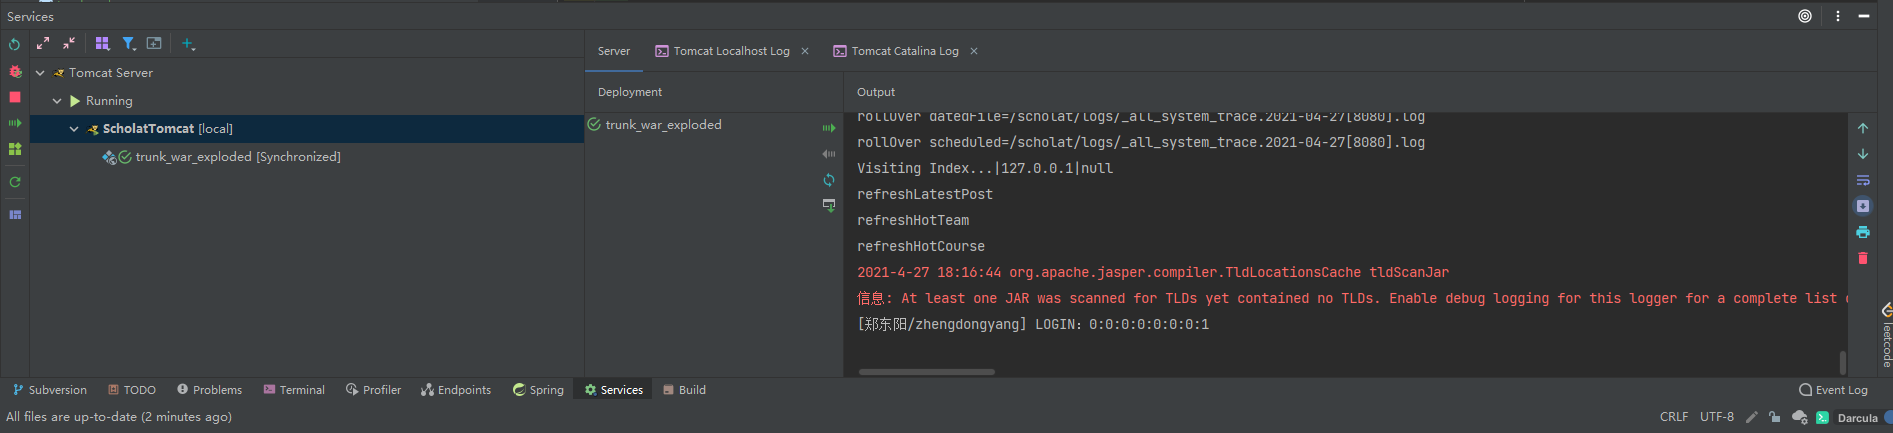 Services
Server
Tomcat Localhost Log
Tomcat Catalina Log
Tomcat Server
Running
ScholatTomcat [local]
trunk_war_exploded [Synchronized]
Deployment
trunk_war_exploded
Output
rollOver datedFile=/scholat/logs/_all_system_trace.2021-04-27[8080].log
rollOver scheduled=/scholat/logs/_all_system_trace.2021-04-27[8080].log
Visiting Index...|127.0.0.1|null
refreshLatestPost
refreshHotTeam
refreshHotCourse
2021-4-27 18:16:44 org.apache.jasper.compiler.TldLocationsCache tldScanJar
信息: At least one JAR was scanned for TLDs yet contained no TLDs. Enable debug logging for this logger for a complete list
[郑东阳/zhengdongyang] LOGIN: 0:0:0:0:0:0:0:1
leetcode
Subversion
TODO
Problems
Terminal
Profiler
Endpoints
Spring
Services
Build
Event Log
All files are up-to-date (2 minutes ago)
CRLF
UTF-8
Darcula